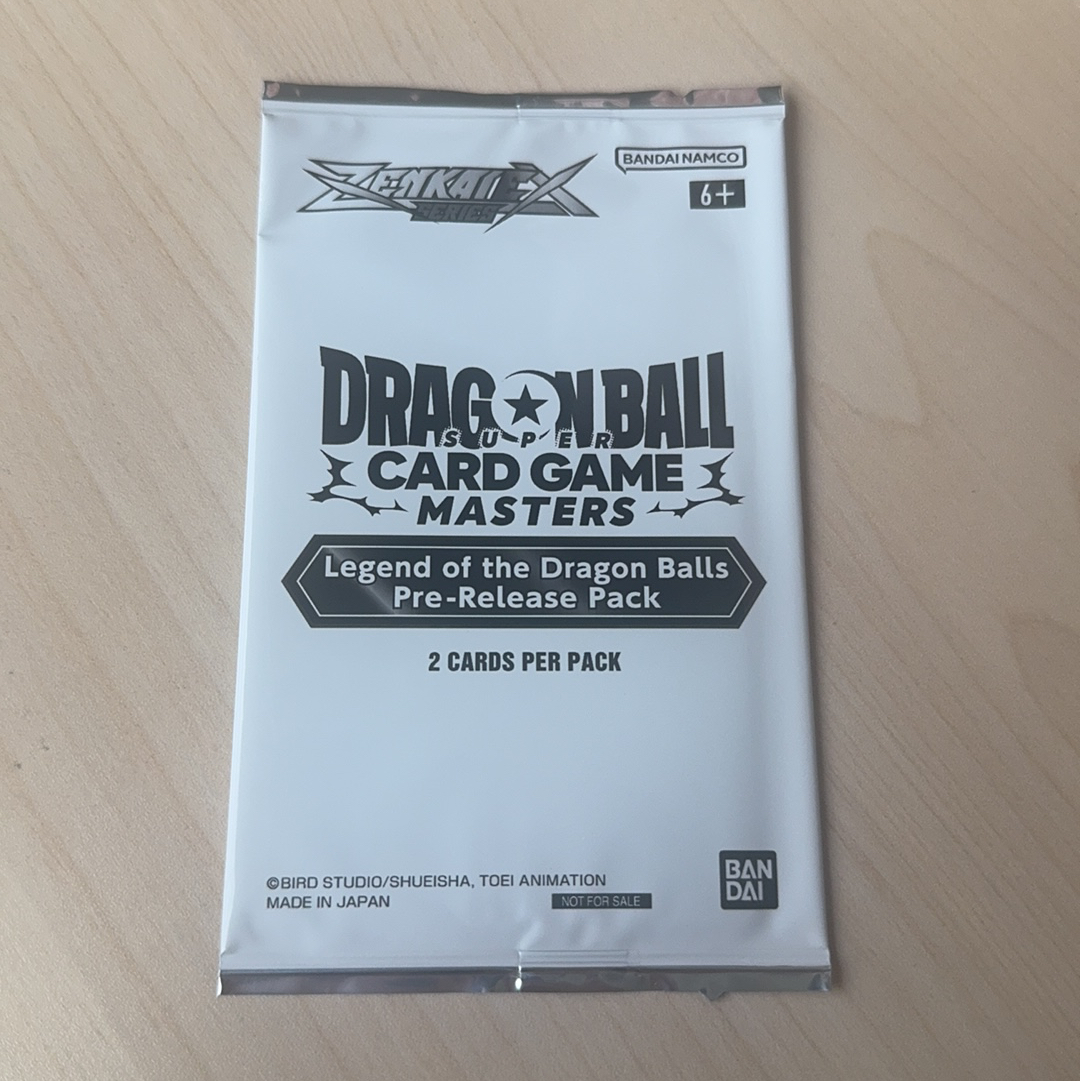 ZENKAI EX
SERIES
BANDAI NAMCO
6+
DRAGON BALL
SUPER
CARD GAME
MASTERS
Legend of the Dragon Balls
Pre-Release Pack
2 CARDS PER PACK
©BIRD STUDIO/SHUEISHA, TOEI ANIMATION
MADE IN JAPAN
NOT FOR SALE
BAN
DAI